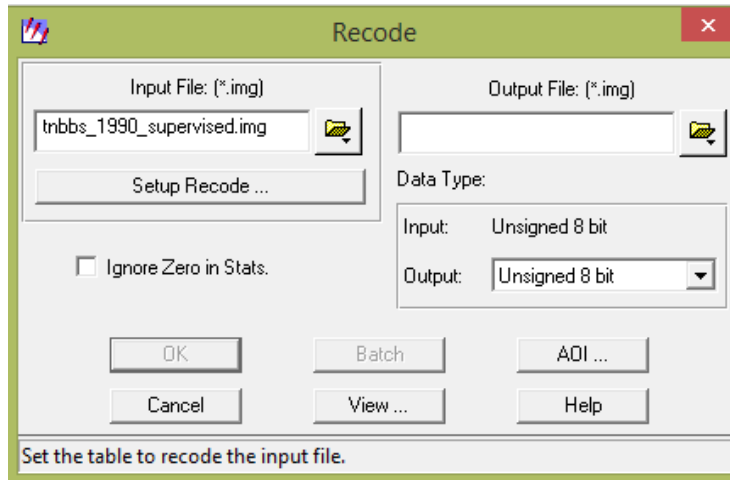 Recode
x
Input File: (*.img)
tnbbs_1990_supervised.img
Setup Recode ...
Ignore Zero in Stats.
Output File: (*.img)
Data Type:
Input: Unsigned 8 bit
Output: Unsigned 8 bit
OK Batch AOI ...
Cancel View ... Help
Set the table to recode the input file.